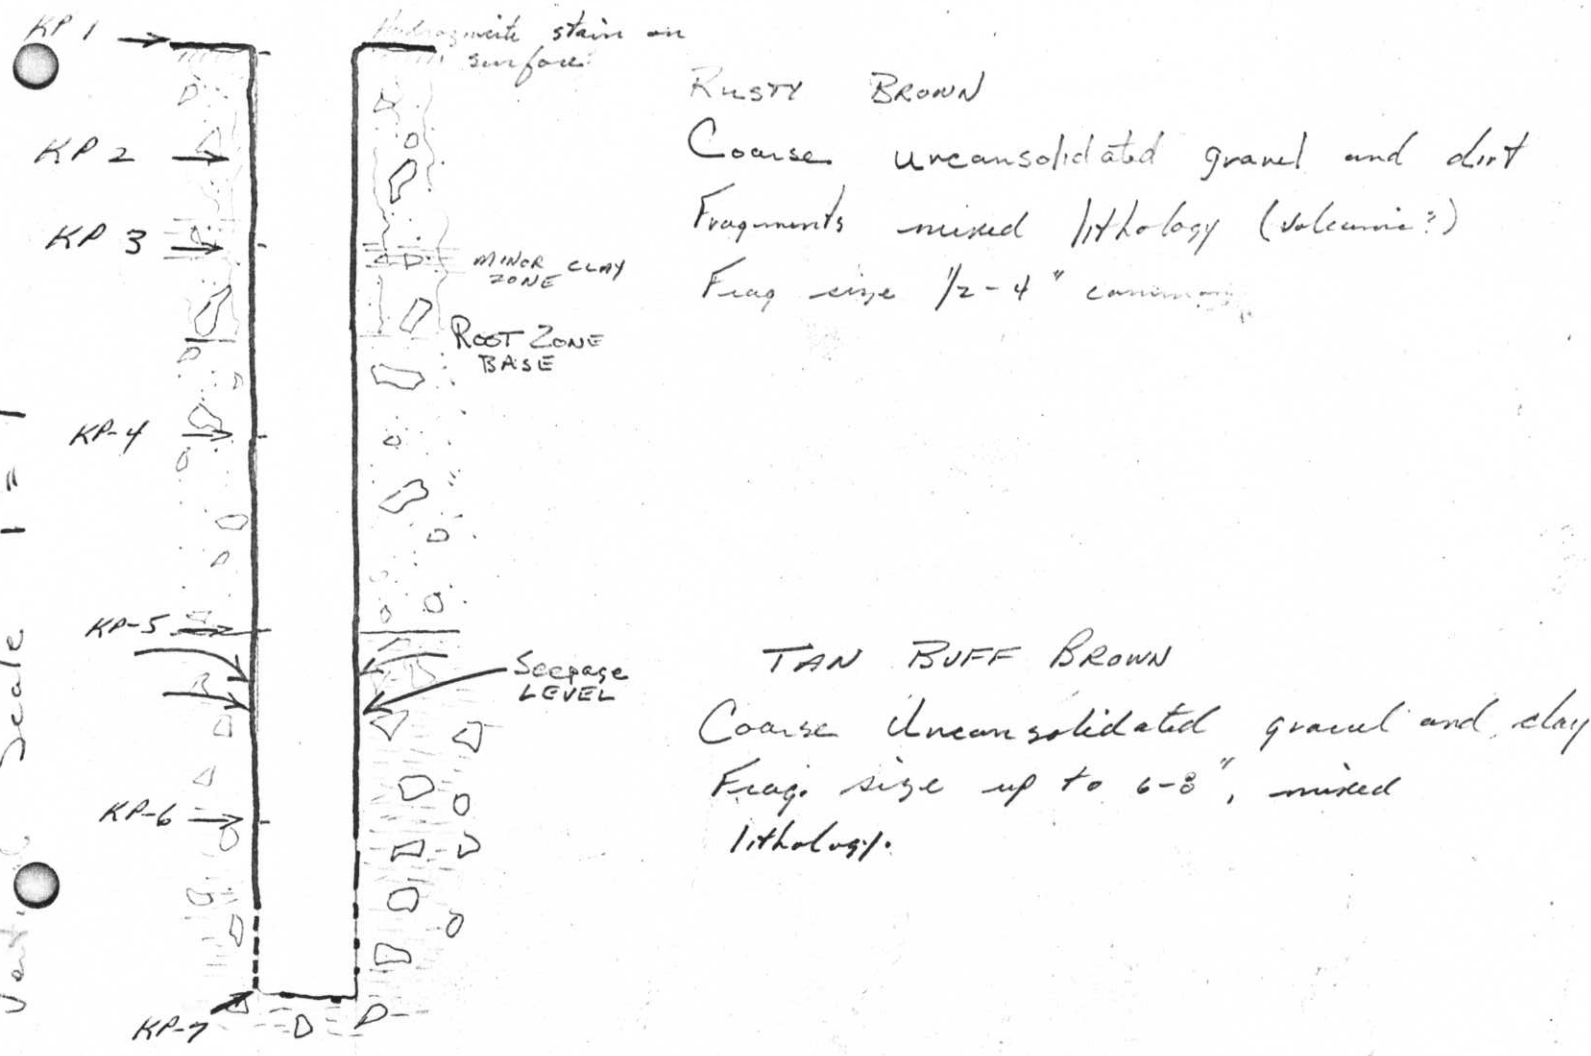 KP 1
stain on
surface
RUSTY BROWN
KP 2
Coarse unconsolidated gravel and dirt
Fragments mixed lithology (volcanic?)
KP 3
MINOR CLAY
ZONE
Frag size 1/2-4" common
ROOT ZONE
BASE
KP-4
KP-5
Seepage
LEVEL
TAN BUFF BROWN
Coarse Unconsolidated gravel and clay
Frag. size up to 6-8", mixed
lithology.
KP-6
KP-7
Vertical Scale 1 = 1